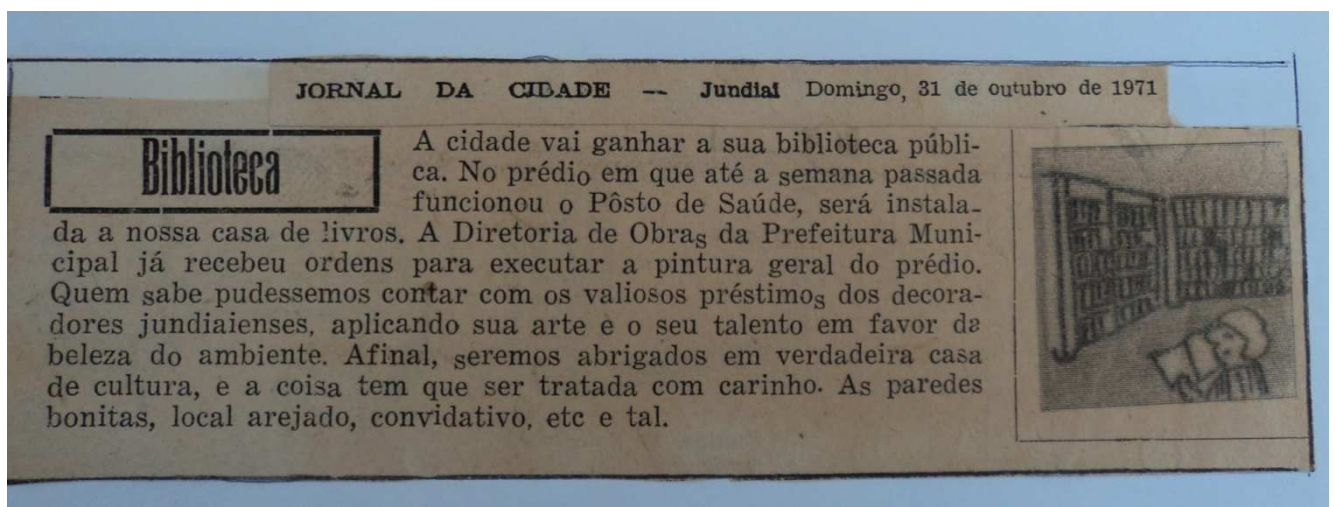 JORNAL DA CIDADE — Jundiaí Domingo, 31 de outubro de 1971
Biblioteca
A cidade vai ganhar a sua biblioteca públi-
ca. No prédio em que até a semana passada
funcionou o Pôsto de Saúde, será instala-
da a nossa casa de livros. A Diretoria de Obras da Prefeitura Muni-
cipal já recebeu ordens para executar a pintura geral do prédio.
Quem sabe pudessemos contar com os valiosos préstimos dos decora-
dores jundiaienses, aplicando sua arte e o seu talento em favor da
beleza do ambiente. Afinal, seremos abrigados em verdadeira casa
de cultura, e a coisa tem que ser tratada com carinho. As paredes
bonitas, local arejado, convidativo, etc e tal.